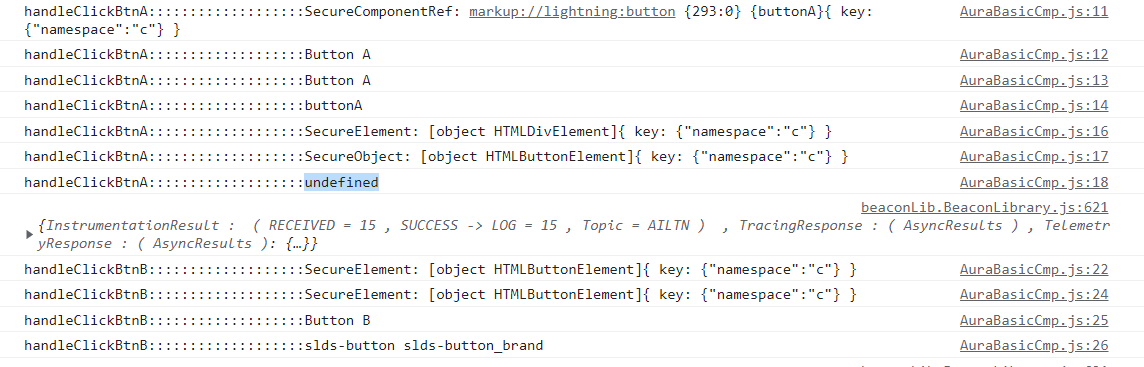 handleClickBtnA:::::::::::::::::::SecureComponentRef: markup://lightning:button {293:0} {buttonA}{ key: AuraBasicCmp.js:11
{"namespace":"c"} }
handleClickBtnA:::::::::::::::::::Button A AuraBasicCmp.js:12
handleClickBtnA:::::::::::::::::::Button A AuraBasicCmp.js:13
handleClickBtnA:::::::::::::::::::buttonA AuraBasicCmp.js:14
handleClickBtnA:::::::::::::::::::SecureElement: [object HTMLDivElement]{ key: {"namespace":"c"} } AuraBasicCmp.js:16
handleClickBtnA:::::::::::::::::::SecureObject: [object HTMLButtonElement]{ key: {"namespace":"c"} } AuraBasicCmp.js:17
handleClickBtnA:::::::::::::::::::undefined AuraBasicCmp.js:18
beaconLib.BeaconLibrary.js:621
{InstrumentationResult : ( RECEIVED = 15 , SUCCESS -> LOG = 15 , Topic = AILTN ) , TracingResponse : ( AsyncResults ) , Telemetr
yResponse : ( AsyncResults ): {…}}
handleClickBtnB:::::::::::::::::::SecureElement: [object HTMLButtonElement]{ key: {"namespace":"c"} } AuraBasicCmp.js:22
handleClickBtnB:::::::::::::::::::SecureElement: [object HTMLButtonElement]{ key: {"namespace":"c"} } AuraBasicCmp.js:24
handleClickBtnB:::::::::::::::::::Button B AuraBasicCmp.js:25
handleClickBtnB:::::::::::::::::::slds-button slds-button_brand AuraBasicCmp.js:26